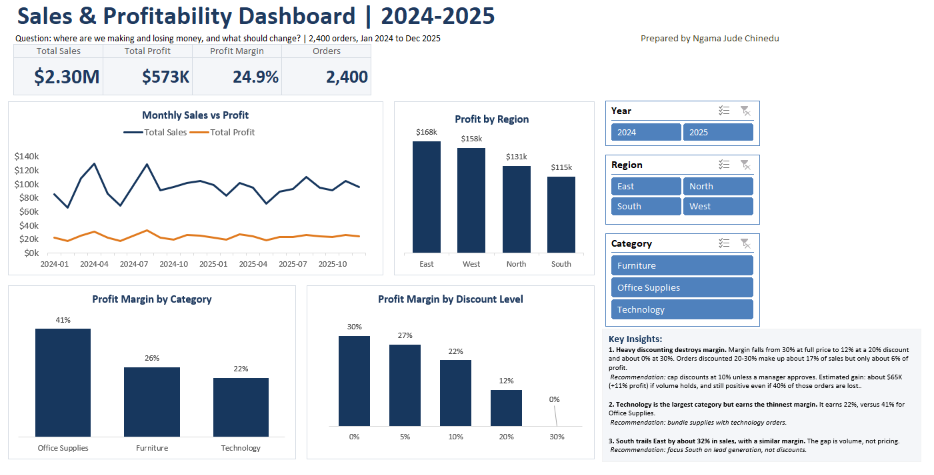 Sales & Profitability Dashboard | 2024-2025
Question: where are we making and losing money, and what should change? | 2,400 orders, Jan 2024 to Dec 2025
Prepared by Ngama Jude Chinedu
Total Sales
Total Profit
Profit Margin
Orders
$2.30M
$573K
24.9%
2,400
Monthly Sales vs Profit
Total Sales
Total Profit
$140k
$120k
$100k
$80k
$60k
$40k
$20k
$0k
2024-01
2024-04
2024-07
2024-10
2025-01
2025-04
2025-07
2025-10
Profit by Region
$168k
$158k
$131k
$115k
East
West
North
South
Year
2024
2025
Region
East
North
South
West
Category
Furniture
Office Supplies
Technology
Profit Margin by Category
41%
26%
22%
Office Supplies
Furniture
Technology
Profit Margin by Discount Level
30%
27%
22%
12%
0%
0%
5%
10%
20%
30%
Key Insights:
1. Heavy discounting destroys margin. Margin falls from 30% at full price to 12% at a 20% discount
and about 0% at 30%. Orders discounted 20-30% make up about 17% of sales but only about 6% of
profit.
Recommendation: cap discounts at 10% unless a manager approves. Estimated gain: about $65K
(+11% profit) if volume holds, and still positive even if 40% of those orders are lost..
2. Technology is the largest category but earns the thinnest margin. It earns 22%, versus 41% for
Office Supplies.
Recommendation: bundle supplies with technology orders.
3. South trails East by about 32% in sales, with a similar margin. The gap is volume, not pricing.
Recommendation: focus South on lead generation, not discounts.